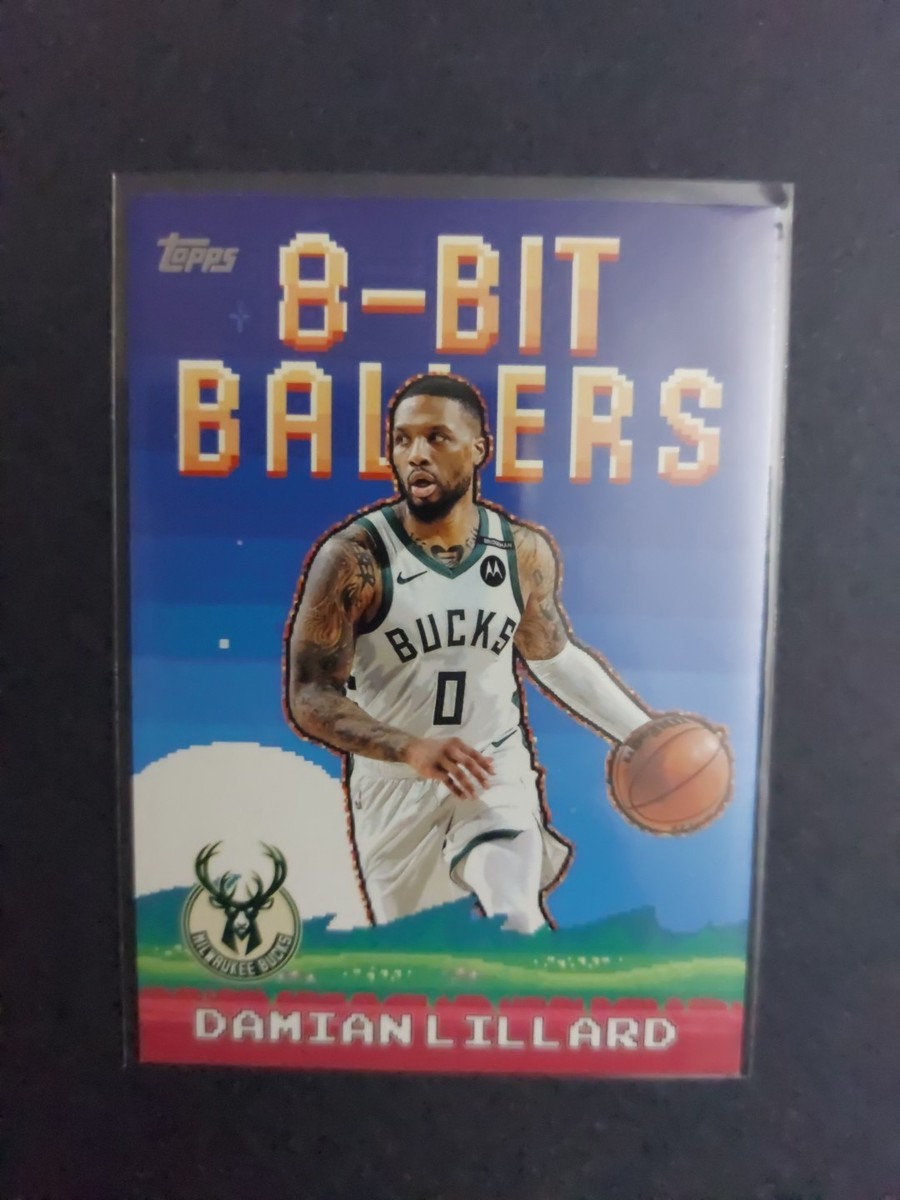 Topps
8-BIT
BALLERS
BUCKS
0
MILWAUKEE BUCKS
DAMIAN LILLARD